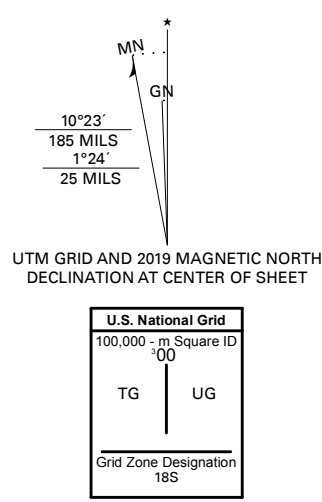 ★
MN
GN
10°23´
185 MILS
1°24´
25 MILS
UTM GRID AND 2019 MAGNETIC NORTH
DECLINATION AT CENTER OF SHEET
U.S. National Grid
100,000 - m Square ID
³00
TG UG
Grid Zone Designation
18S